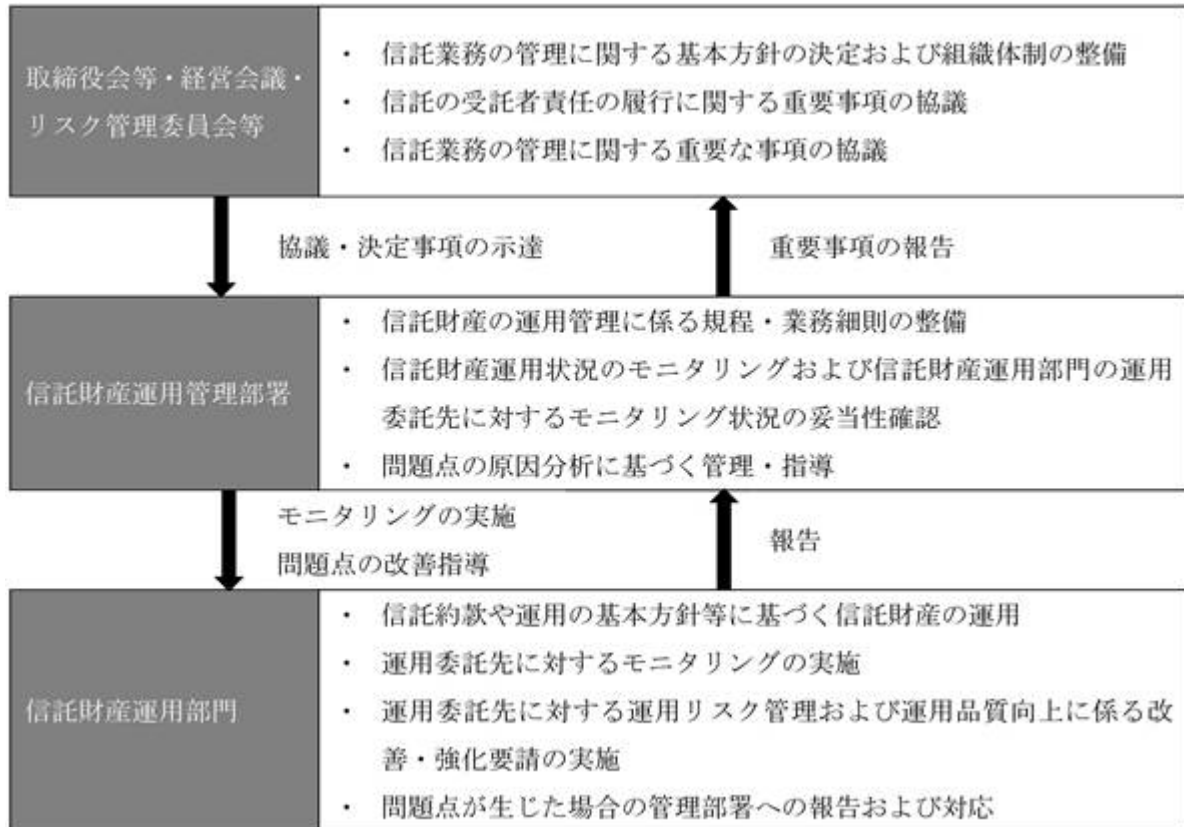 取締役会等・経営会議・
リスク管理委員会等
・ 信託業務の管理に関する基本方針の決定および組織体制の整備
・ 信託の受託者責任の履行に関する重要事項の協議
・ 信託業務の管理に関する重要な事項の協議
協議・決定事項の示達
重要事項の報告
信託財産運用管理部署
・ 信託財産の運用管理に係る規程・業務細則の整備
・ 信託財産運用状況のモニタリングおよび信託財産運用部門の運用
委託先に対するモニタリング状況の妥当性確認
・ 問題点の原因分析に基づく管理・指導
モニタリングの実施
問題点の改善指導
報告
信託財産運用部門
・ 信託約款や運用の基本方針等に基づく信託財産の運用
・ 運用委託先に対するモニタリングの実施
・ 運用委託先に対する運用リスク管理および運用品質向上に係る改
善・強化要請の実施
・ 問題点が生じた場合の管理部署への報告および対応